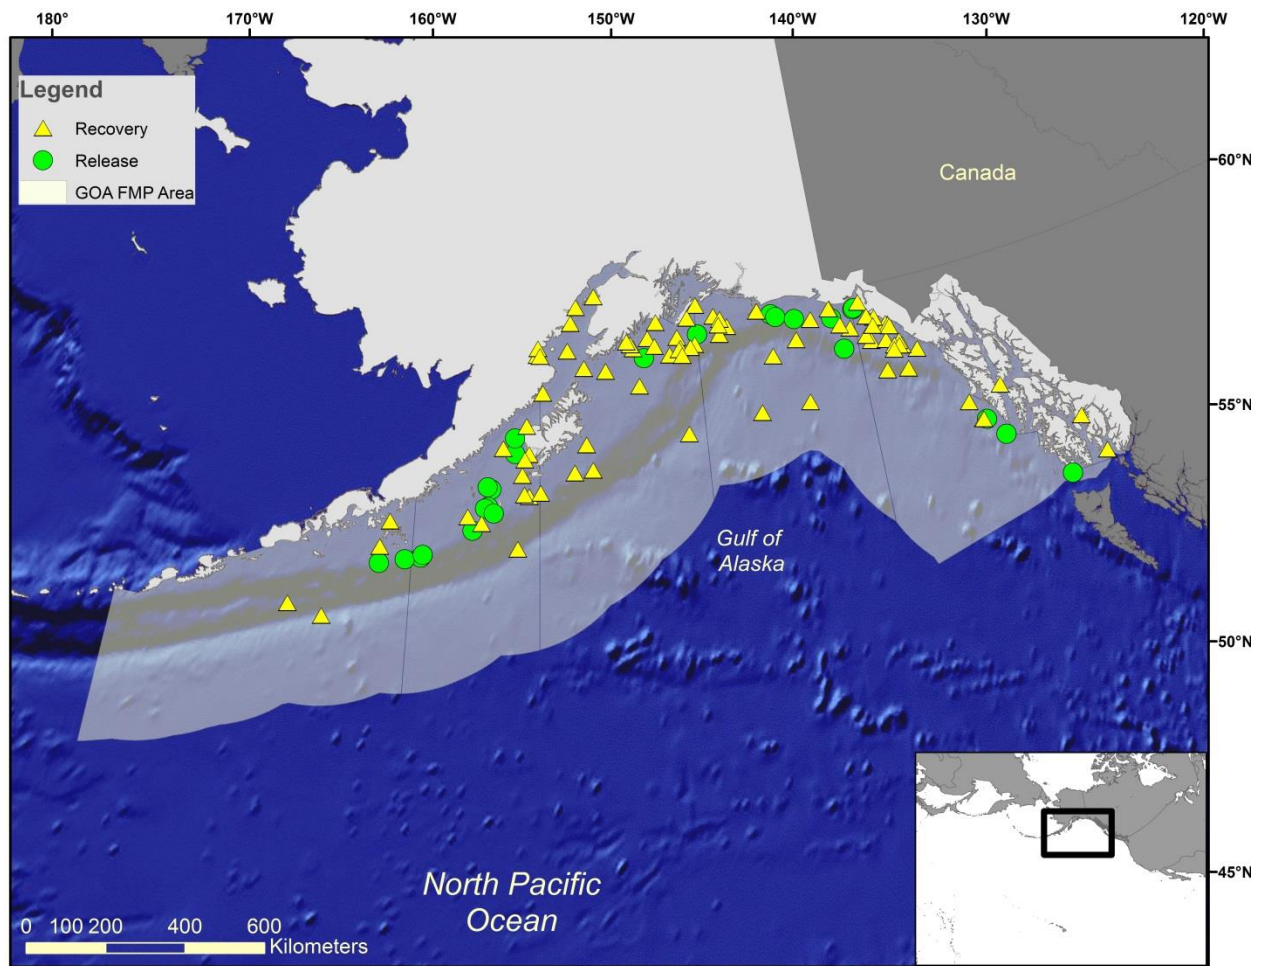 180° 170°W 160°W 150°W 140°W 130°W 120°W
Legend
Recovery
Release
GOA FMP Area
60°N
Canada
55°N
Gulf of
Alaska
50°N
45°N
North Pacific
Ocean
0 100 200 400 600
Kilometers